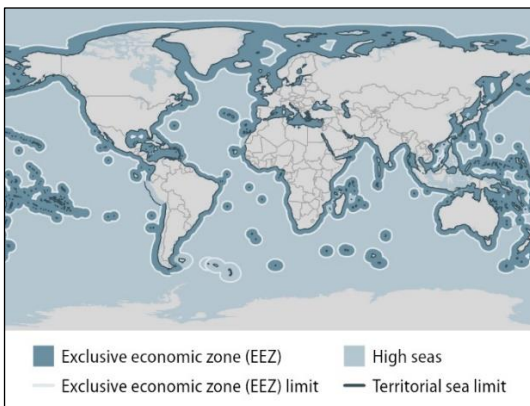 Exclusive economic zone (EEZ)
High seas
Exclusive economic zone (EEZ) limit
Territorial sea limit